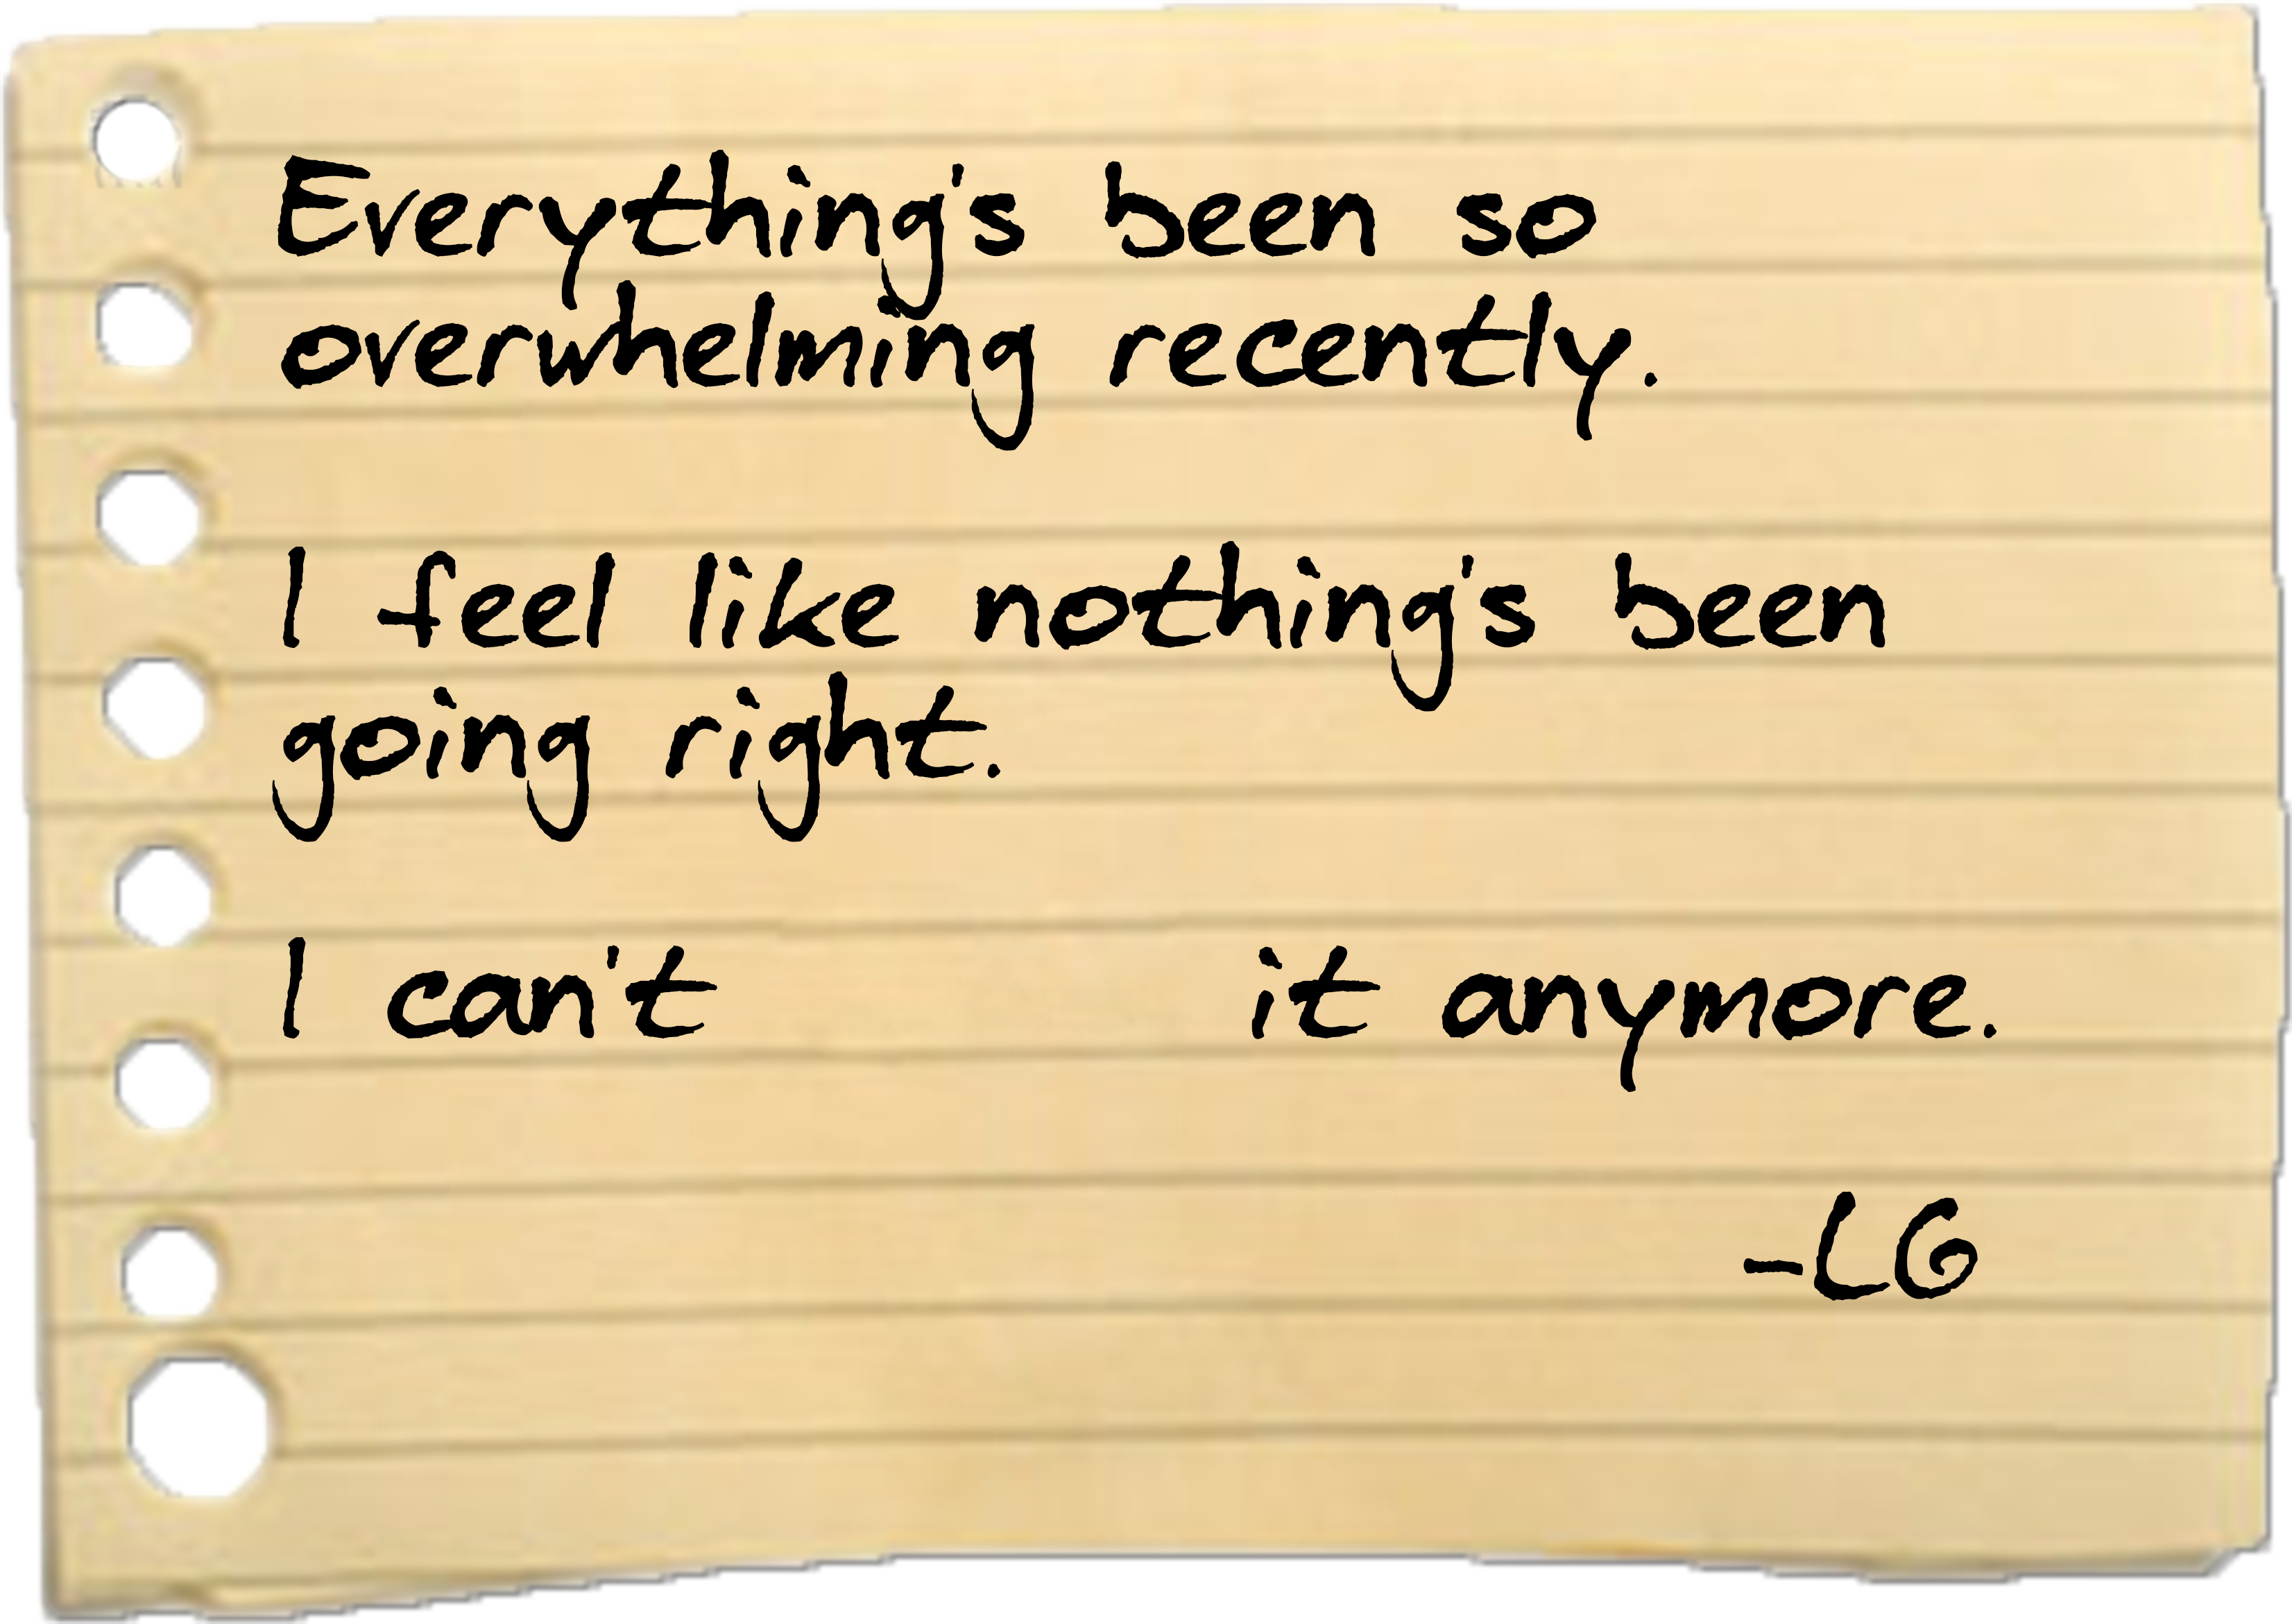 Everything's been so
overwhelming recently.
I feel like nothing's been
going right.
I can't it anymore.
-LG